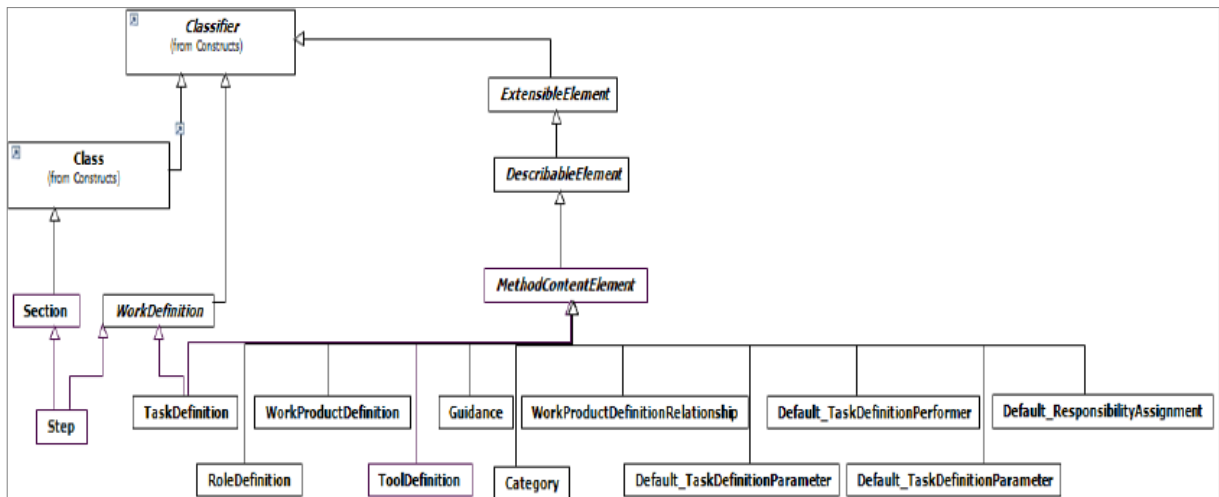 Classifier
(from Constructs)
ExtensibleElement
Class
(from Constructs)
DescribableElement
MethodContentElement
Section
WorkDefinition
TaskDefinition
WorkProductDefinition
Guidance
WorkProductDefinitionRelationship
Default_TaskDefinitionPerformer
Default_ResponsibilityAssignment
Step
RoleDefinition
ToolDefinition
Category
Default_TaskDefinitionParameter
Default_TaskDefinitionParameter